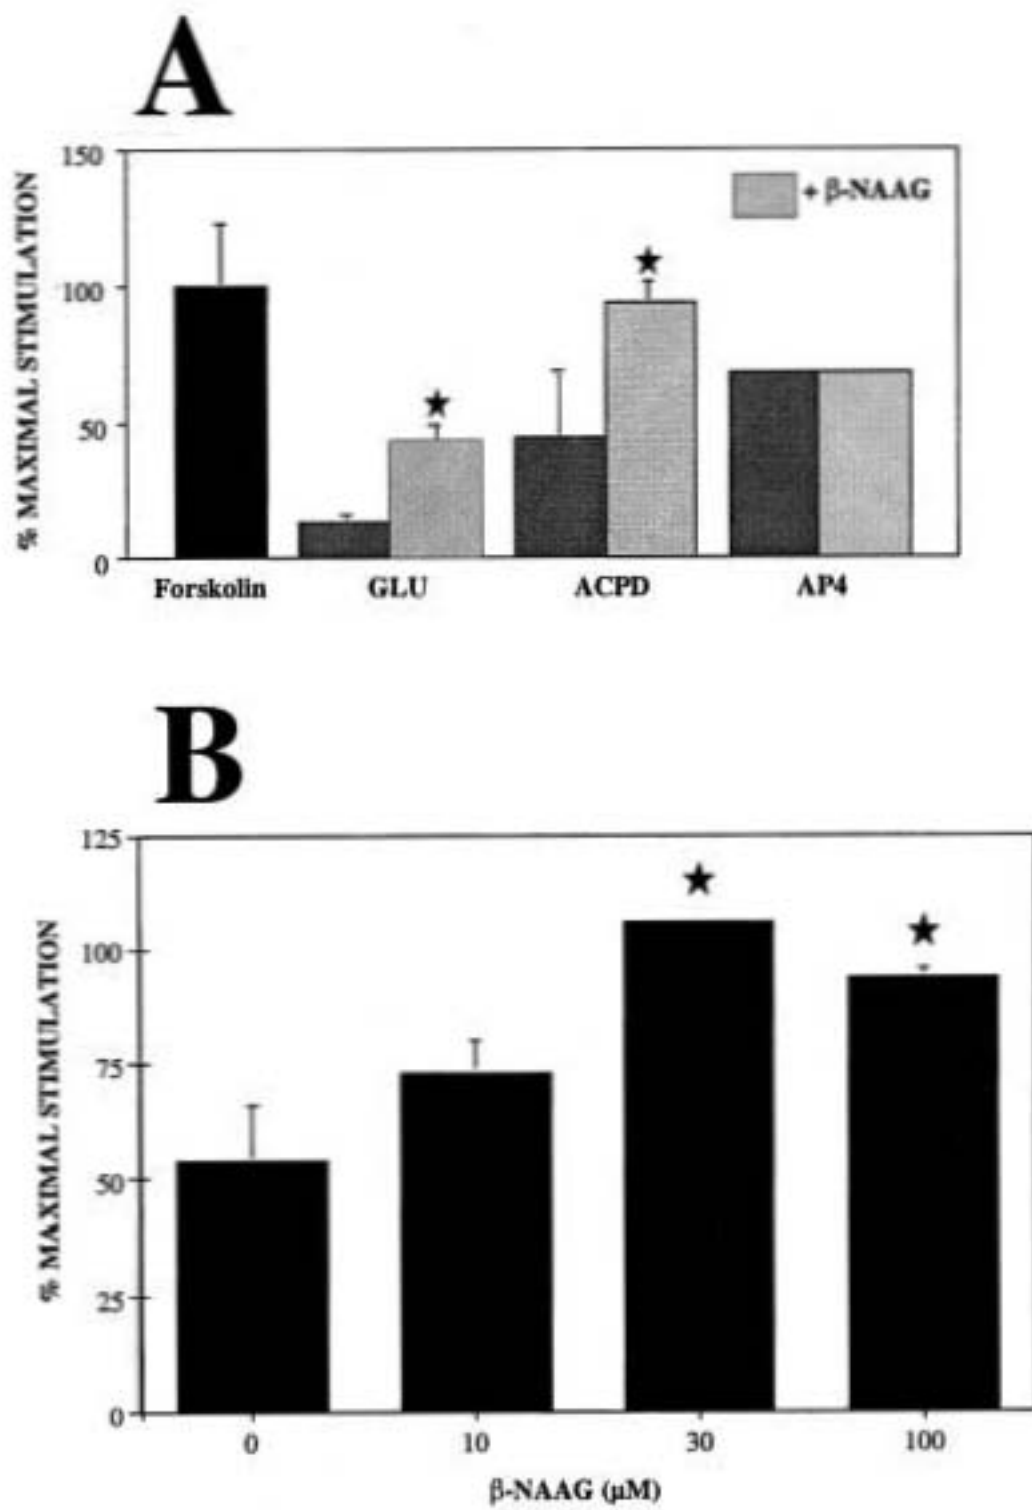 A
% MAXIMAL STIMULATION
150
100
50
0
+ β-NAAG
Forskolin GLU ACPD AP4
B
% MAXIMAL STIMULATION
125
100
75
50
25
0
0 10 30 100
β-NAAG (μM)